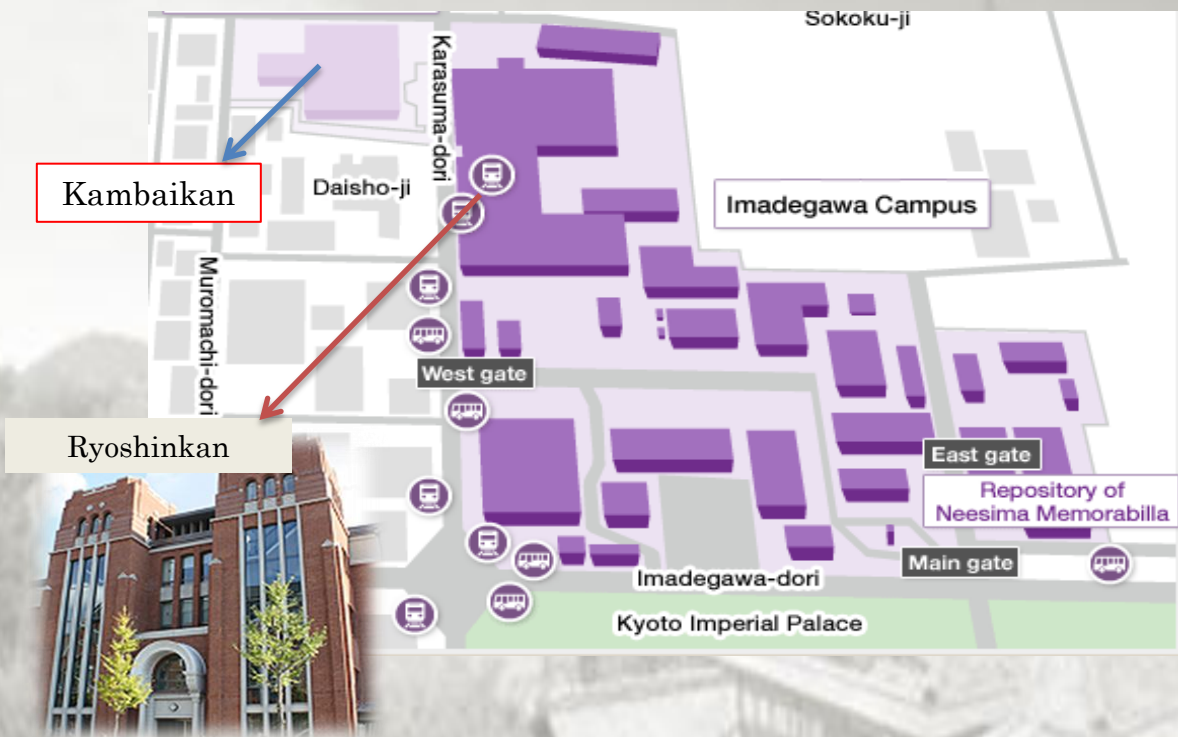 Sokoku-ji
Karasuma-dori
Kambaikan
Daisho-ji
Imadegawa Campus
Muromachi-dori
West gate
Ryoshinkan
East gate
Repository of
Neesima Memorabilla
Main gate
Imadegawa-dori
Kyoto Imperial Palace